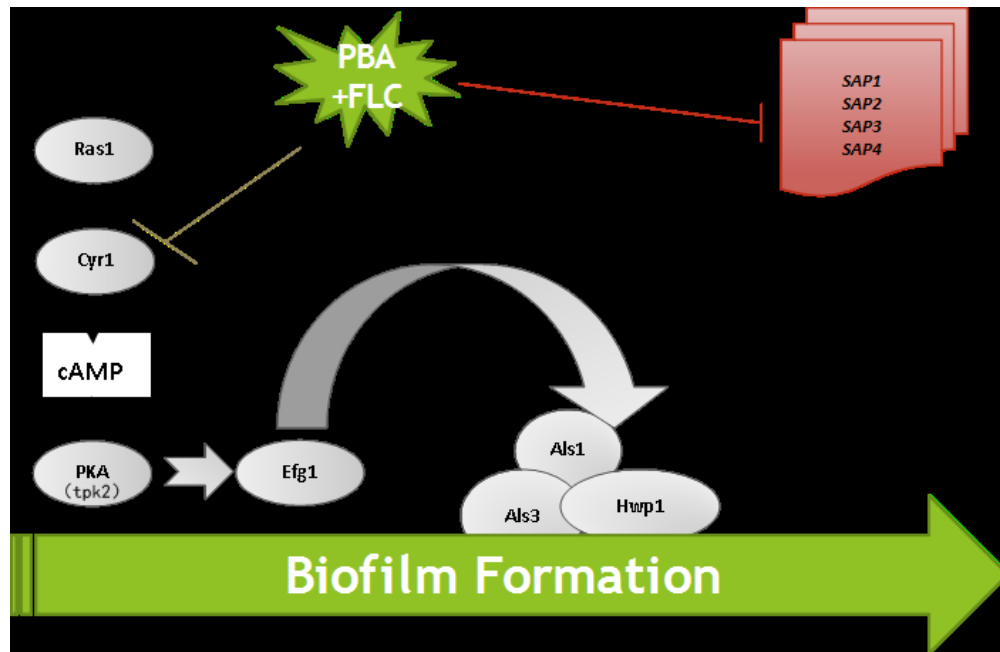 PBA
+FLC
SAP1
SAP2
SAP3
SAP4
Ras1
Cyr1
cAMP
PKA
(tpk2)
Efg1
Als1
Als3
Hwp1
Biofilm Formation